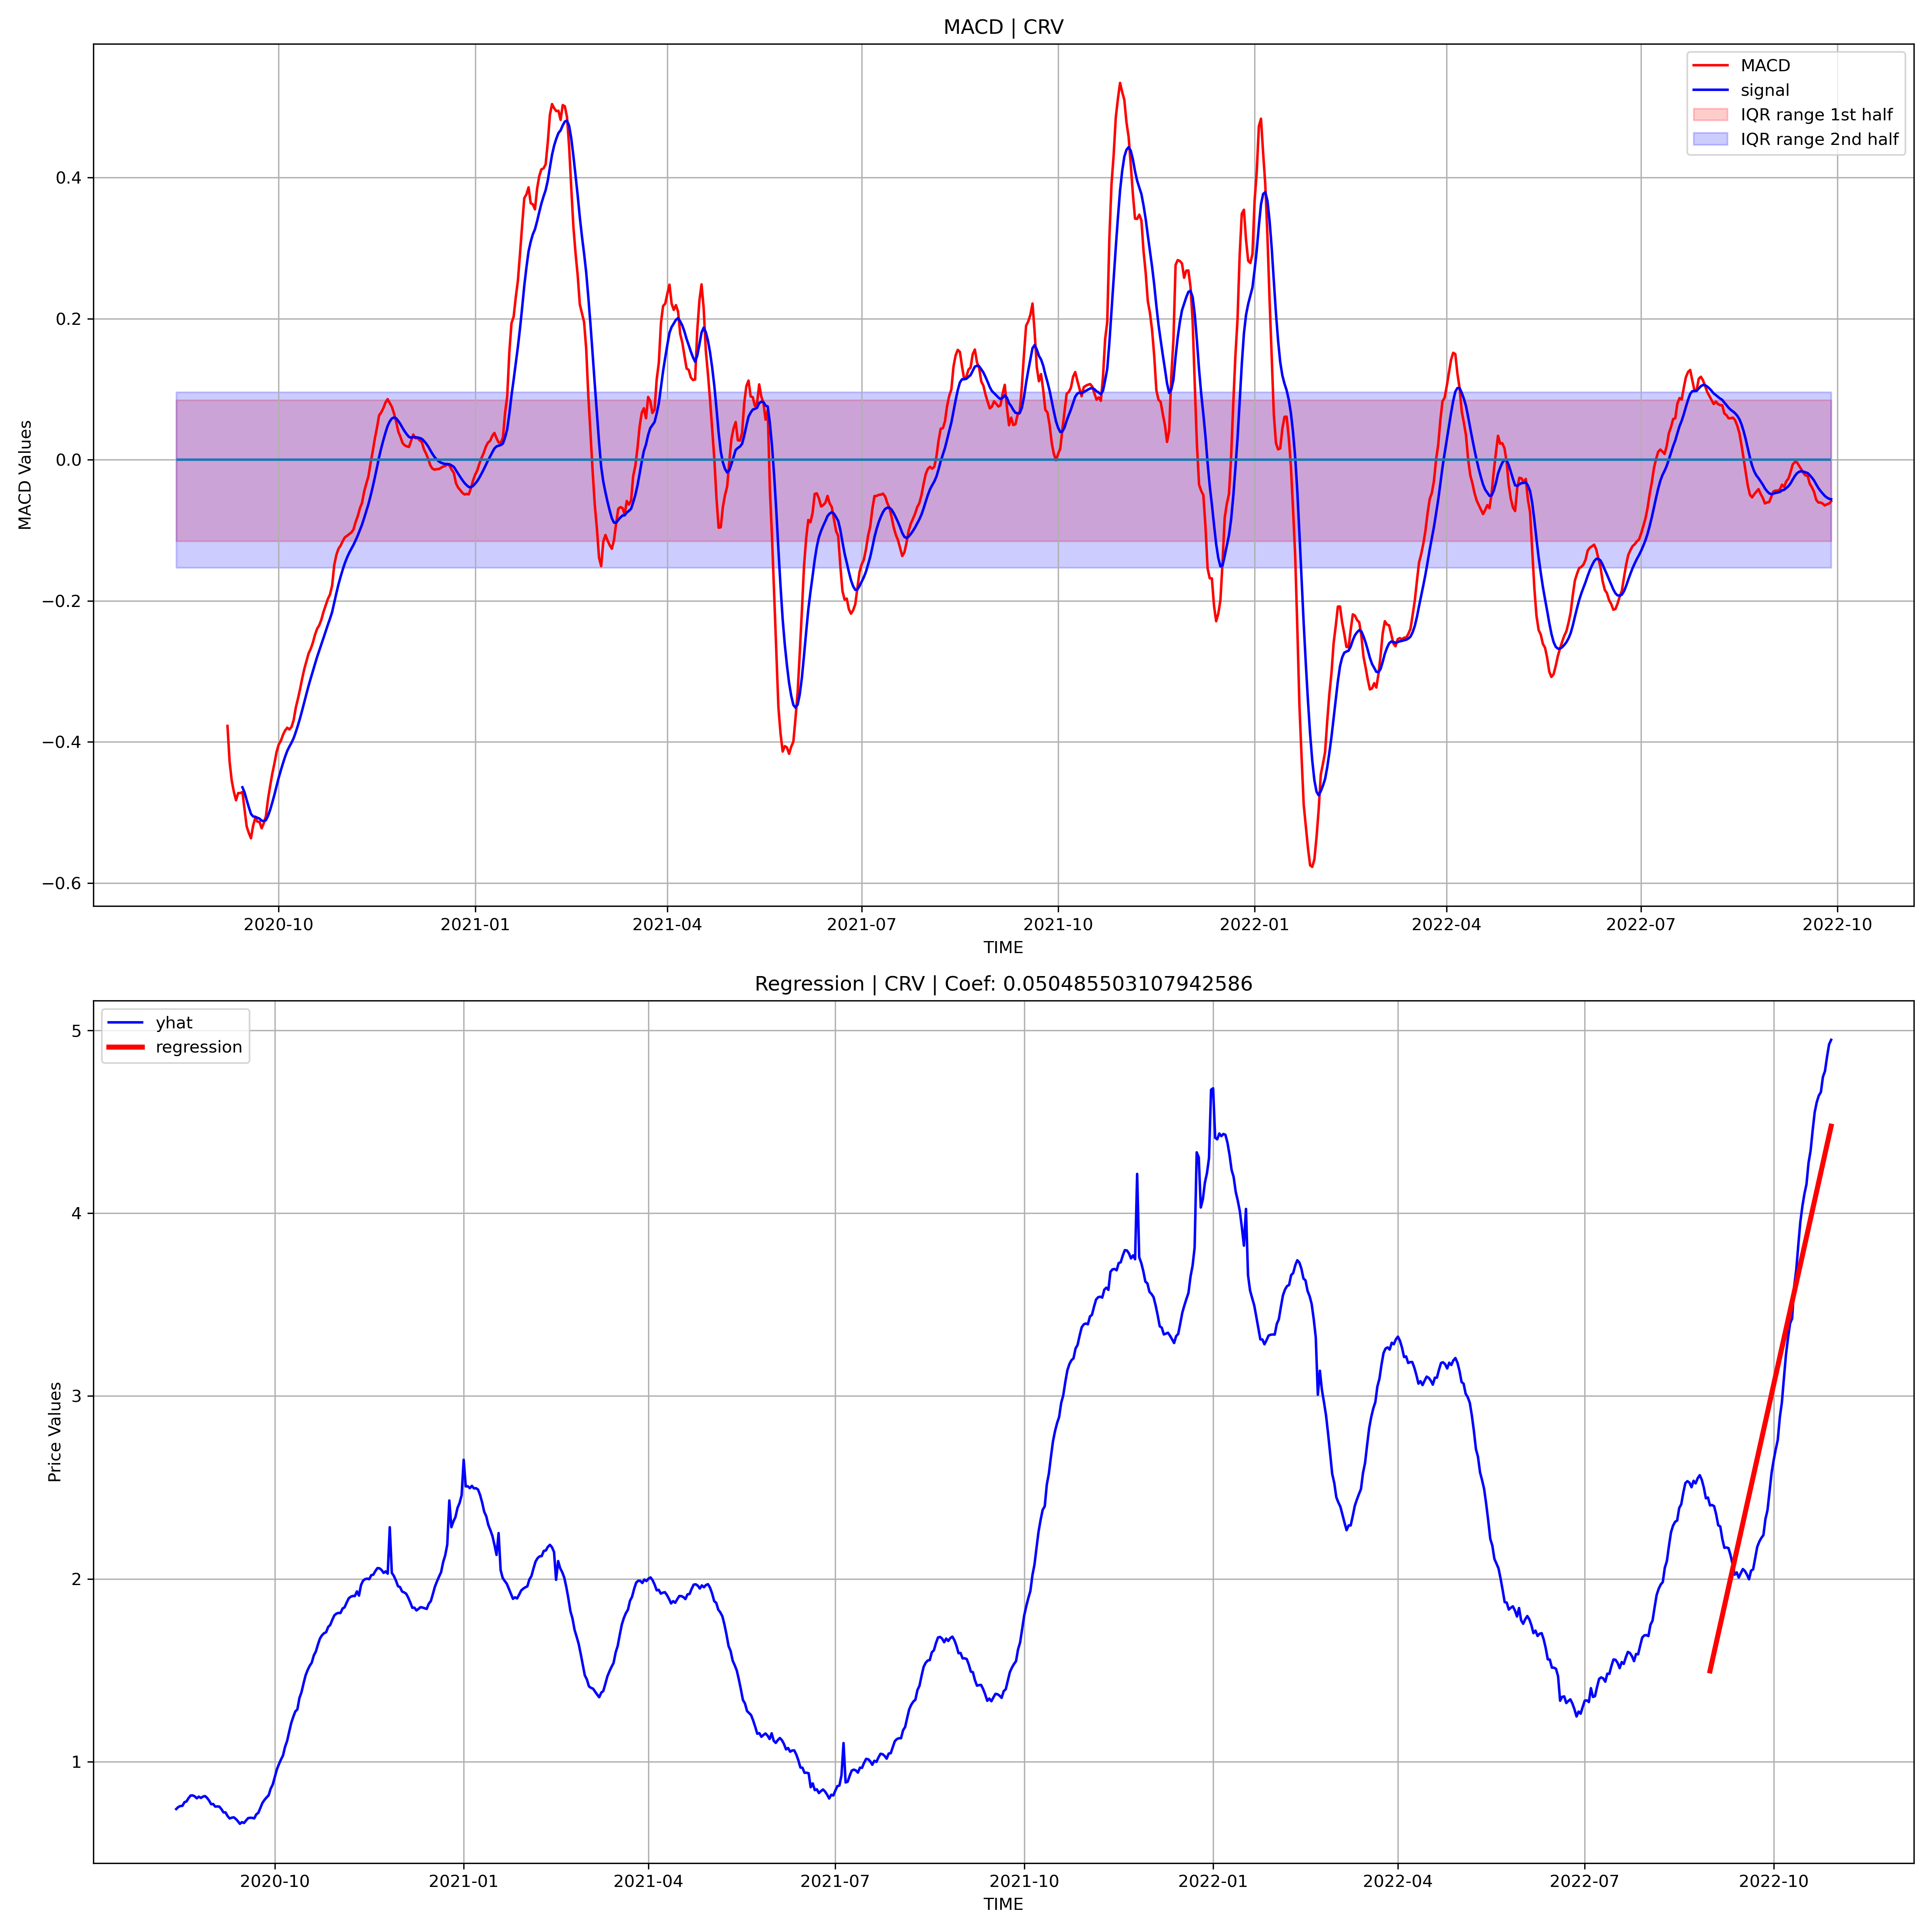 MACD | CRV
MACD
signal
IQR range 1st half
IQR range 2nd half
MACD Values
0.4
0.2
0.0
−0.2
−0.4
−0.6
2020-10 2021-01 2021-04 2021-07 2021-10 2022-01 2022-04 2022-07 2022-10
TIME
Regression | CRV | Coef: 0.050485503107942586
yhat
regression
Price Values
5
4
3
2
1
2020-10 2021-01 2021-04 2021-07 2021-10 2022-01 2022-04 2022-07 2022-10
TIME